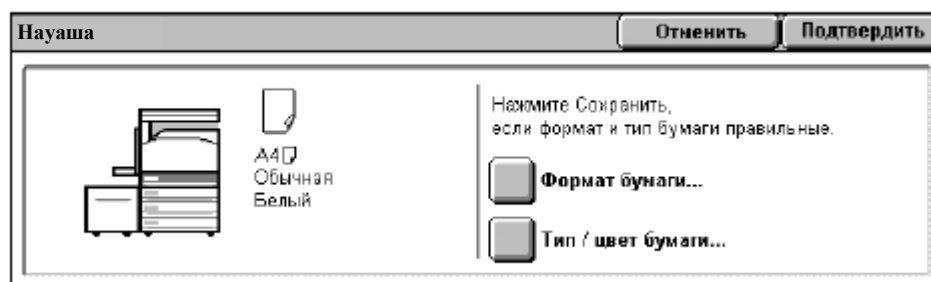 Науаша
Отменить
Подтвердить
A4
Обычная
Белый
Нажмите Сохранить,
если формат и тип бумаги правильные.
Формат бумаги...
Тип / цвет бумаги...